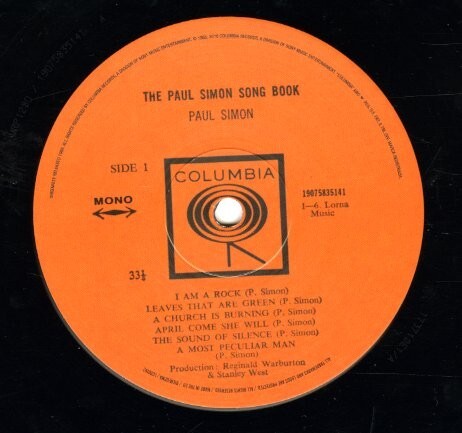 THE PAUL SIMON SONG BOOK
PAUL SIMON
SIDE 1
COLUMBIA
19075835141
MONO
1—6. Lorna
Music
33⅓
I AM A ROCK (P. Simon)
LEAVES THAT ARE GREEN (P. Simon)
A CHURCH IS BURNING (P. Simon)
APRIL COME SHE WILL (P. Simon)
THE SOUND OF SILENCE (P. Simon)
A MOST PECULIAR MAN
(P. Simon)
Production: Reginald Warburton
& Stanley West